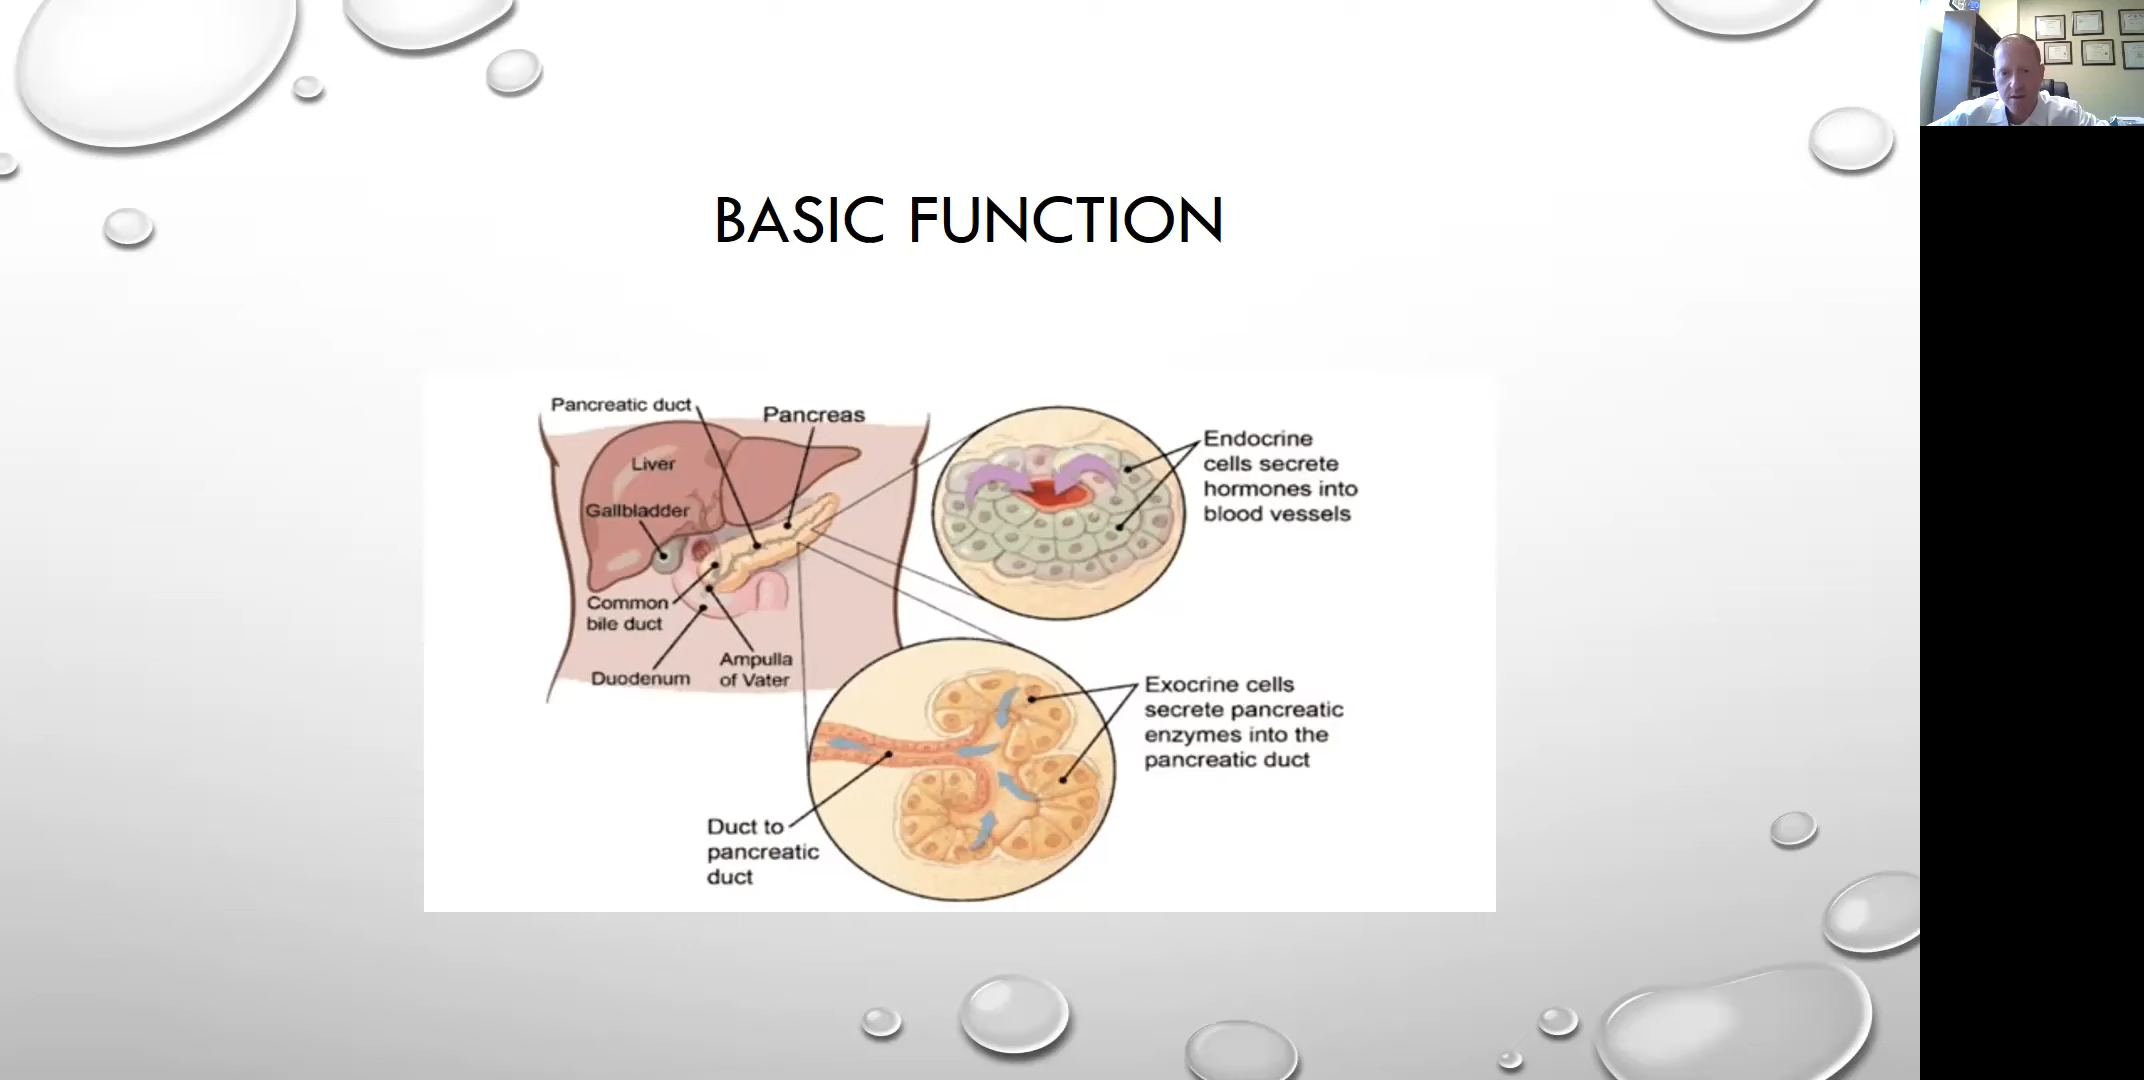 BASIC FUNCTION
Pancreatic duct
Pancreas
Liver
Gallbladder
Common
bile duct
Duodenum
Ampulla
of Vater
Endocrine
cells secrete
hormones into
blood vessels
Exocrine cells
secrete pancreatic
enzymes into the
pancreatic duct
Duct to
pancreatic
duct